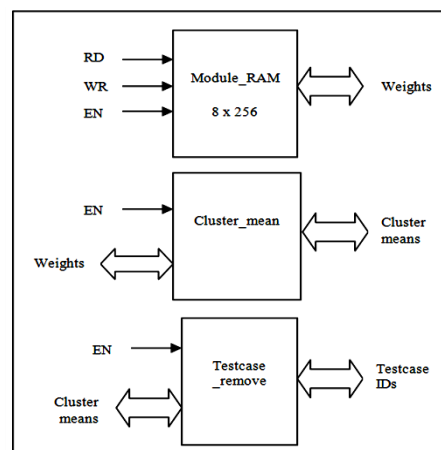 RD
WR
EN
Module_RAM
8 x 256
Weights
EN
Weights
Cluster_mean
Cluster
means
EN
Cluster
means
Testcase
_remove
Testcase
IDs